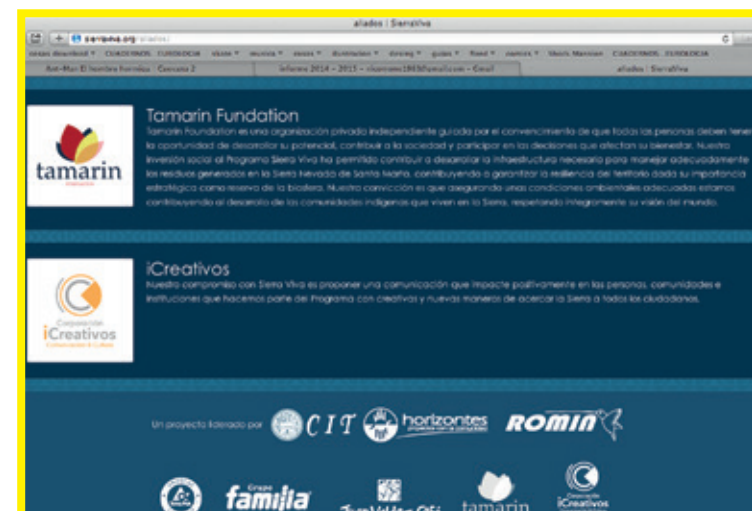 aliados | SierraViva
sierraviva.org/aliados/
aliados | SierraViva
Tamarin Fundation
Tamarin Foundation es una organización privada independiente guiada por el convencimiento de que todas las personas deben tene
la oportunidad de desarrollar su potencial, contribuir a la sociedad y participar en las decisiones que afectan su bienestar. Nuestra
inversión social al Programa Sierra Viva ha permitido contribuir a desarrollar la infraestructura necesaria para manejar adecuadamente
los residuos generados en la Sierra Nevada de Santa Marta, contribuyendo a garantizar la resiliencia del territorio dada su importancia
estratégica como reserva de la biosfera. Nuestra convicción es que asegurando unas condiciones ambientales adecuadas estamos
contribuyendo al desarrollo de las comunidades indígenas que viven en la Sierra, respetando íntegramente su visión del mundo.
tamarin
iCreativos
Nuestro compromiso con Sierra Viva es proponer una comunicación que impacte positivamente en las personas, comunidades e
instituciones que hacemos parte del Programa con creativas y nuevas maneras de acercar la Sierra a todos los ciudadanos.
Corporación
iCreativos
Comunicación & Cultura
Un proyecto liderado por CIT horizontes ROMIN
Grupo
familia
tamarin
Corporación
iCreativos